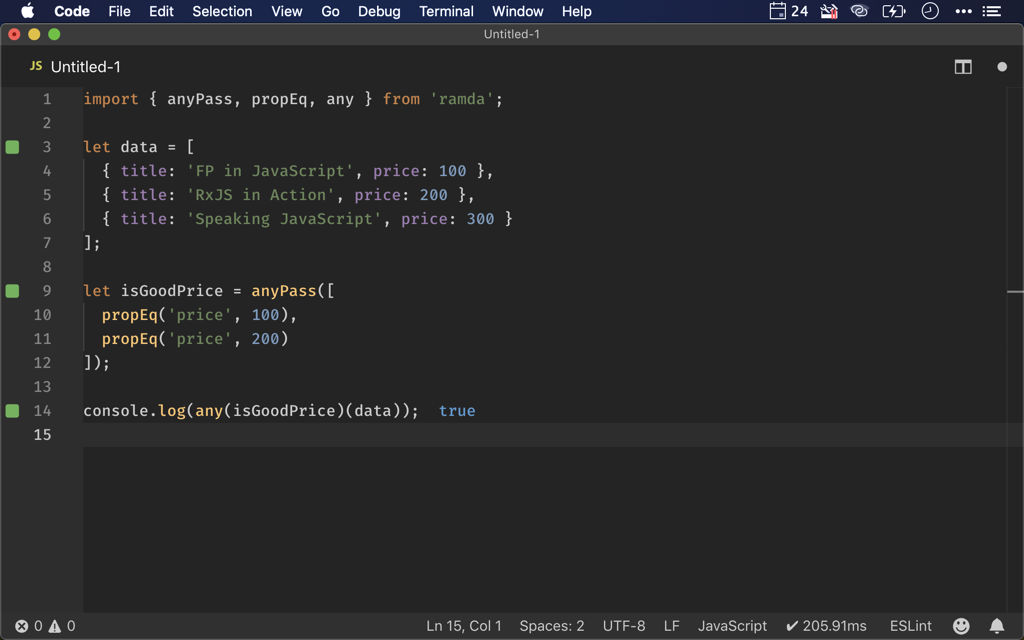 Code File Edit Selection View Go Debug Terminal Window Help 24
Untitled-1
JS Untitled-1
1 import { anyPass, propEq, any } from 'ramda';
2
3 let data = [
4 { title: 'FP in JavaScript', price: 100 },
5 { title: 'RxJS in Action', price: 200 },
6 { title: 'Speaking JavaScript', price: 300 }
7 ];
8
9 let isGoodPrice = anyPass([
10 propEq('price', 100),
11 propEq('price', 200)
12 ]);
13
14 console.log(any(isGoodPrice)(data)); true
15
0 0 Ln 15, Col 1 Spaces: 2 UTF-8 LF JavaScript ✔ 205.91ms ESLint